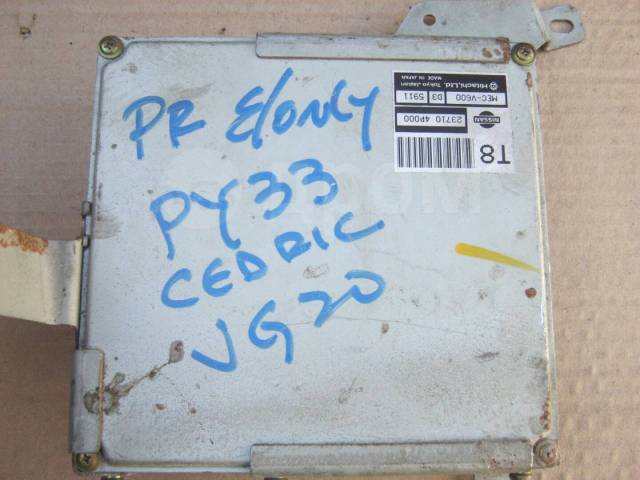 PR E/ONLY
PY33
CEDRIC
VG20
NISSAN
23710 4P000
MEC-V600 D3 5911
Hitachi, Ltd. Tokyo Japan
MADE IN JAPAN
T8